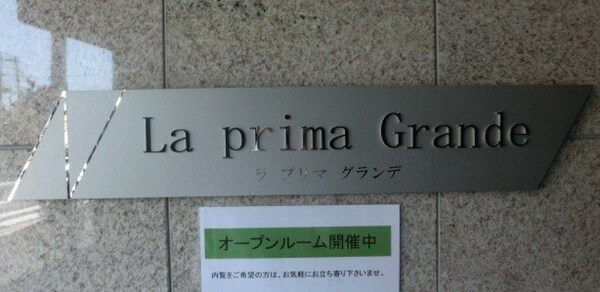 La prima Grande
ラ プリマ グランデ
オープンルーム開催中
内覧をご希望の方は、お気軽にお立ち寄り下さいませ。